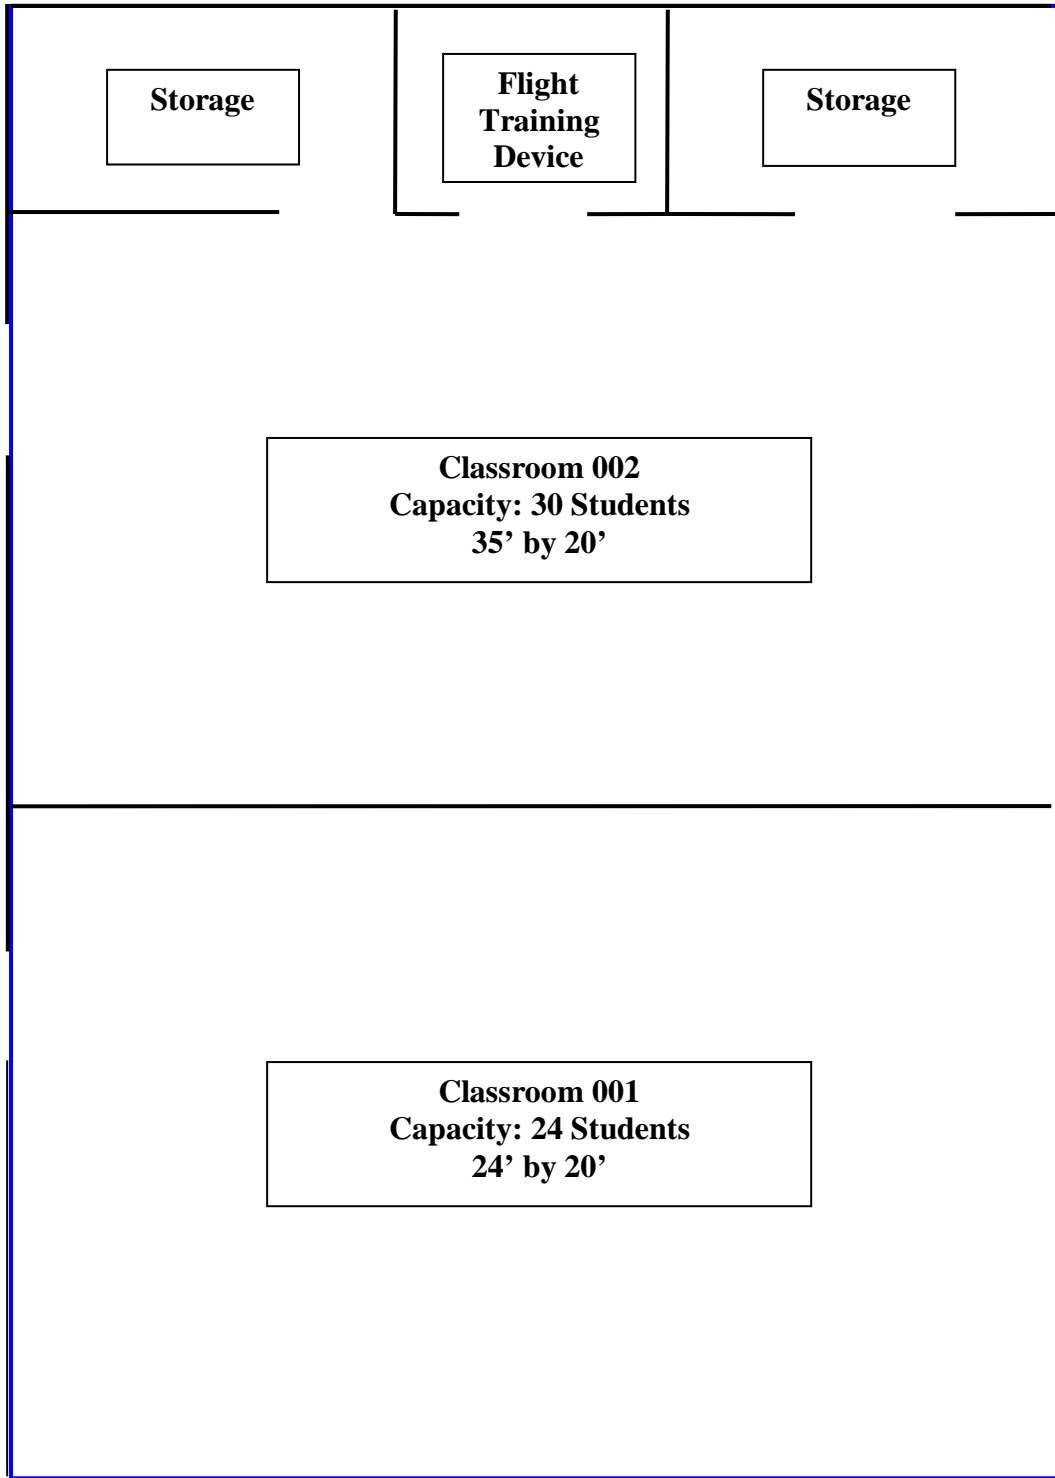 Storage
Flight
Training
Device
Storage
Classroom 002
Capacity: 30 Students
35’ by 20’
Classroom 001
Capacity: 24 Students
24’ by 20’